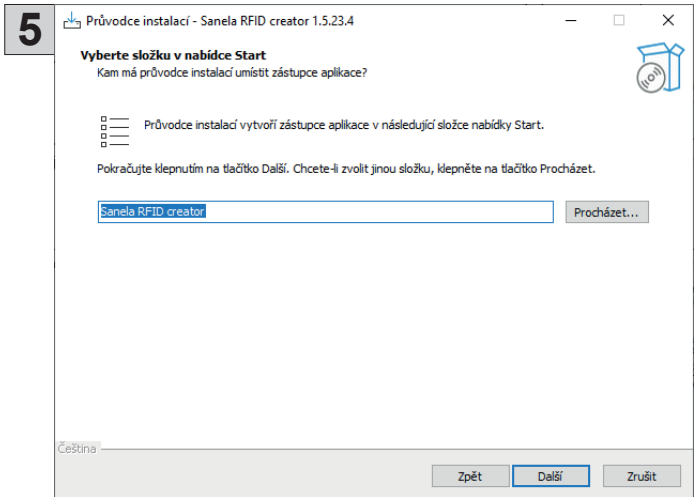 5
Průvodce instalací - Sanela RFID creator 1.5.23.4
Vyberte složku v nabídce Start
Kam má průvodce instalací umístit zástupce aplikace?
Průvodce instalací vytvoří zástupce aplikace v následující složce nabídky Start.
Pokračujte klepnutím na tlačítko Další. Chcete-li zvolit jinou složku, klepněte na tlačítko Procházet.
Sanela RFID creator Procházet...
Čeština
Zpět Další Zrušit